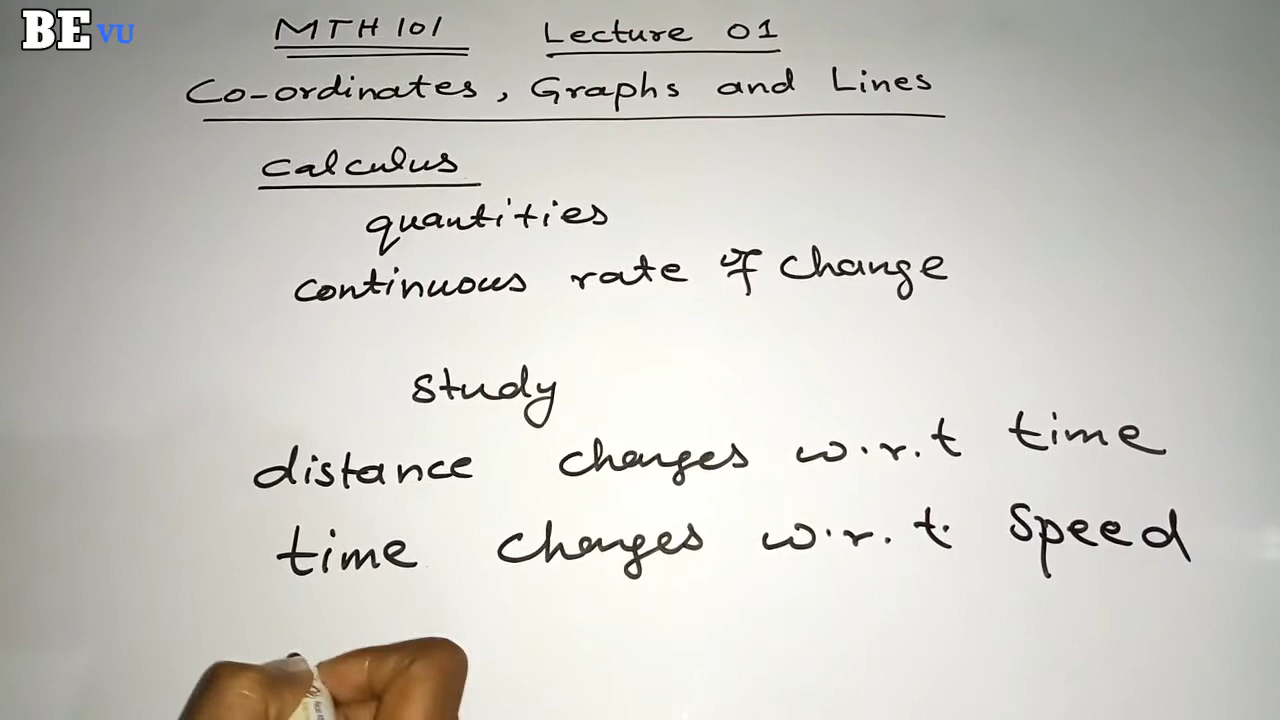 BE VU
MTH 101 Lecture 01
Co-ordinates, Graphs and Lines
Calculus
quantities
continuous rate of change
study
distance changes w.r.t time
time changes w.r.t. speed